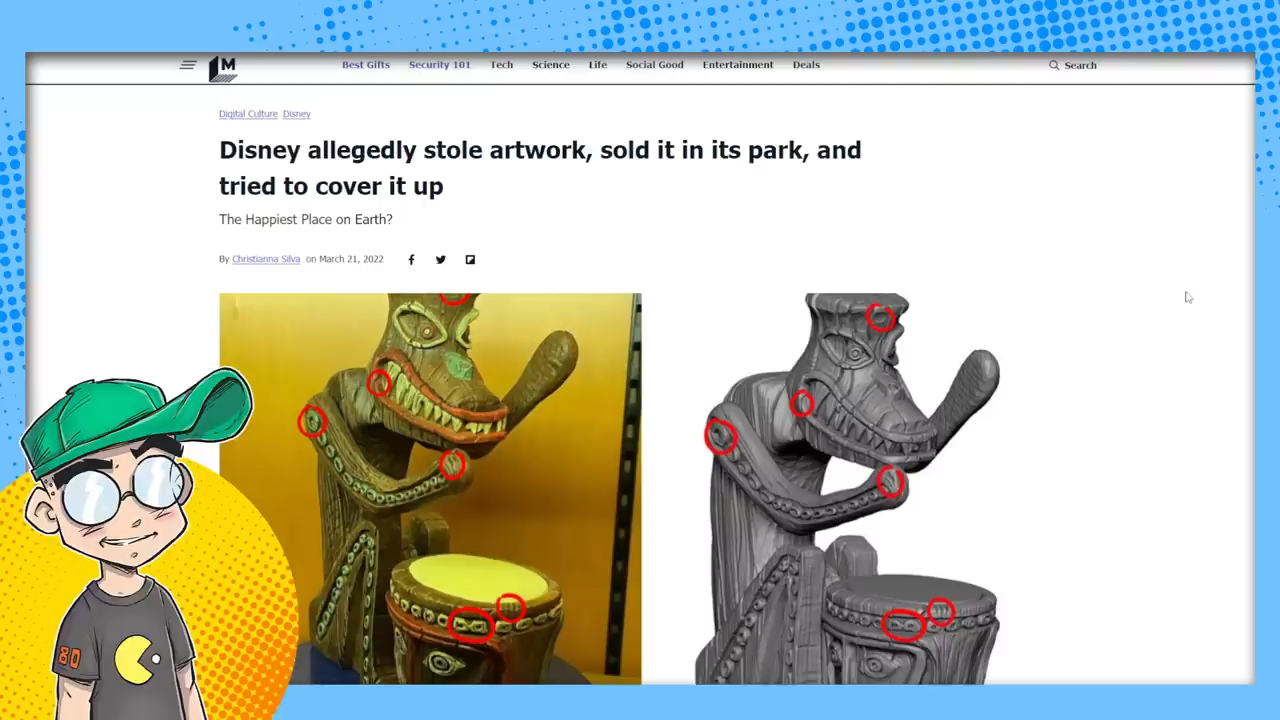 M
Best Gifts Security 101 Tech Science Life Social Good Entertainment Deals Search
Digital Culture Disney
Disney allegedly stole artwork, sold it in its park, and
tried to cover it up
The Happiest Place on Earth?
By Christianna Silva on March 21, 2022
80